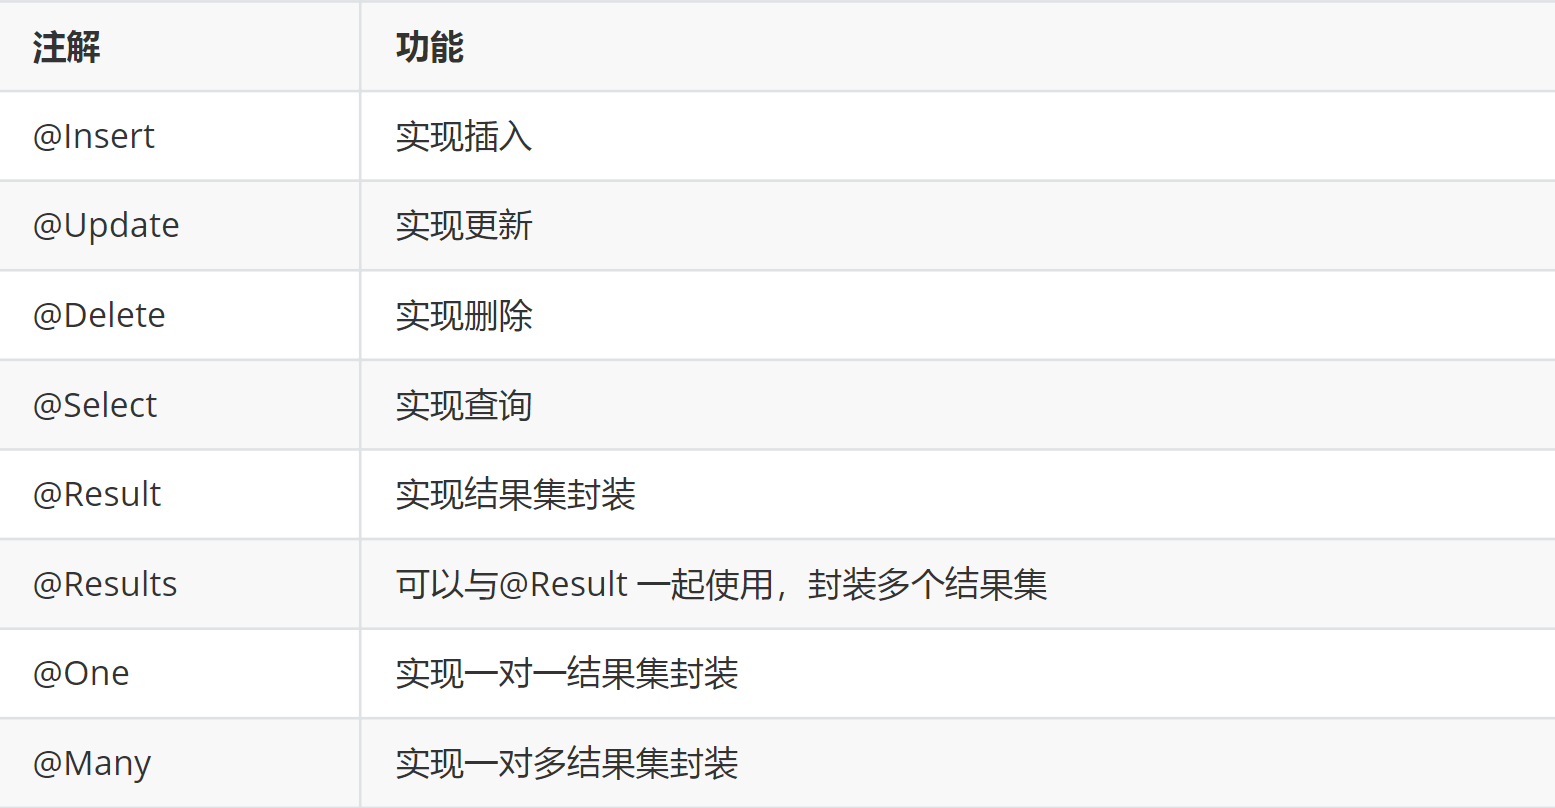 注解 功能
@Insert 实现插入
@Update 实现更新
@Delete 实现删除
@Select 实现查询
@Result 实现结果集封装
@Results 可以与@Result 一起使用，封装多个结果集
@One 实现一对一结果集封装
@Many 实现一对多结果集封装